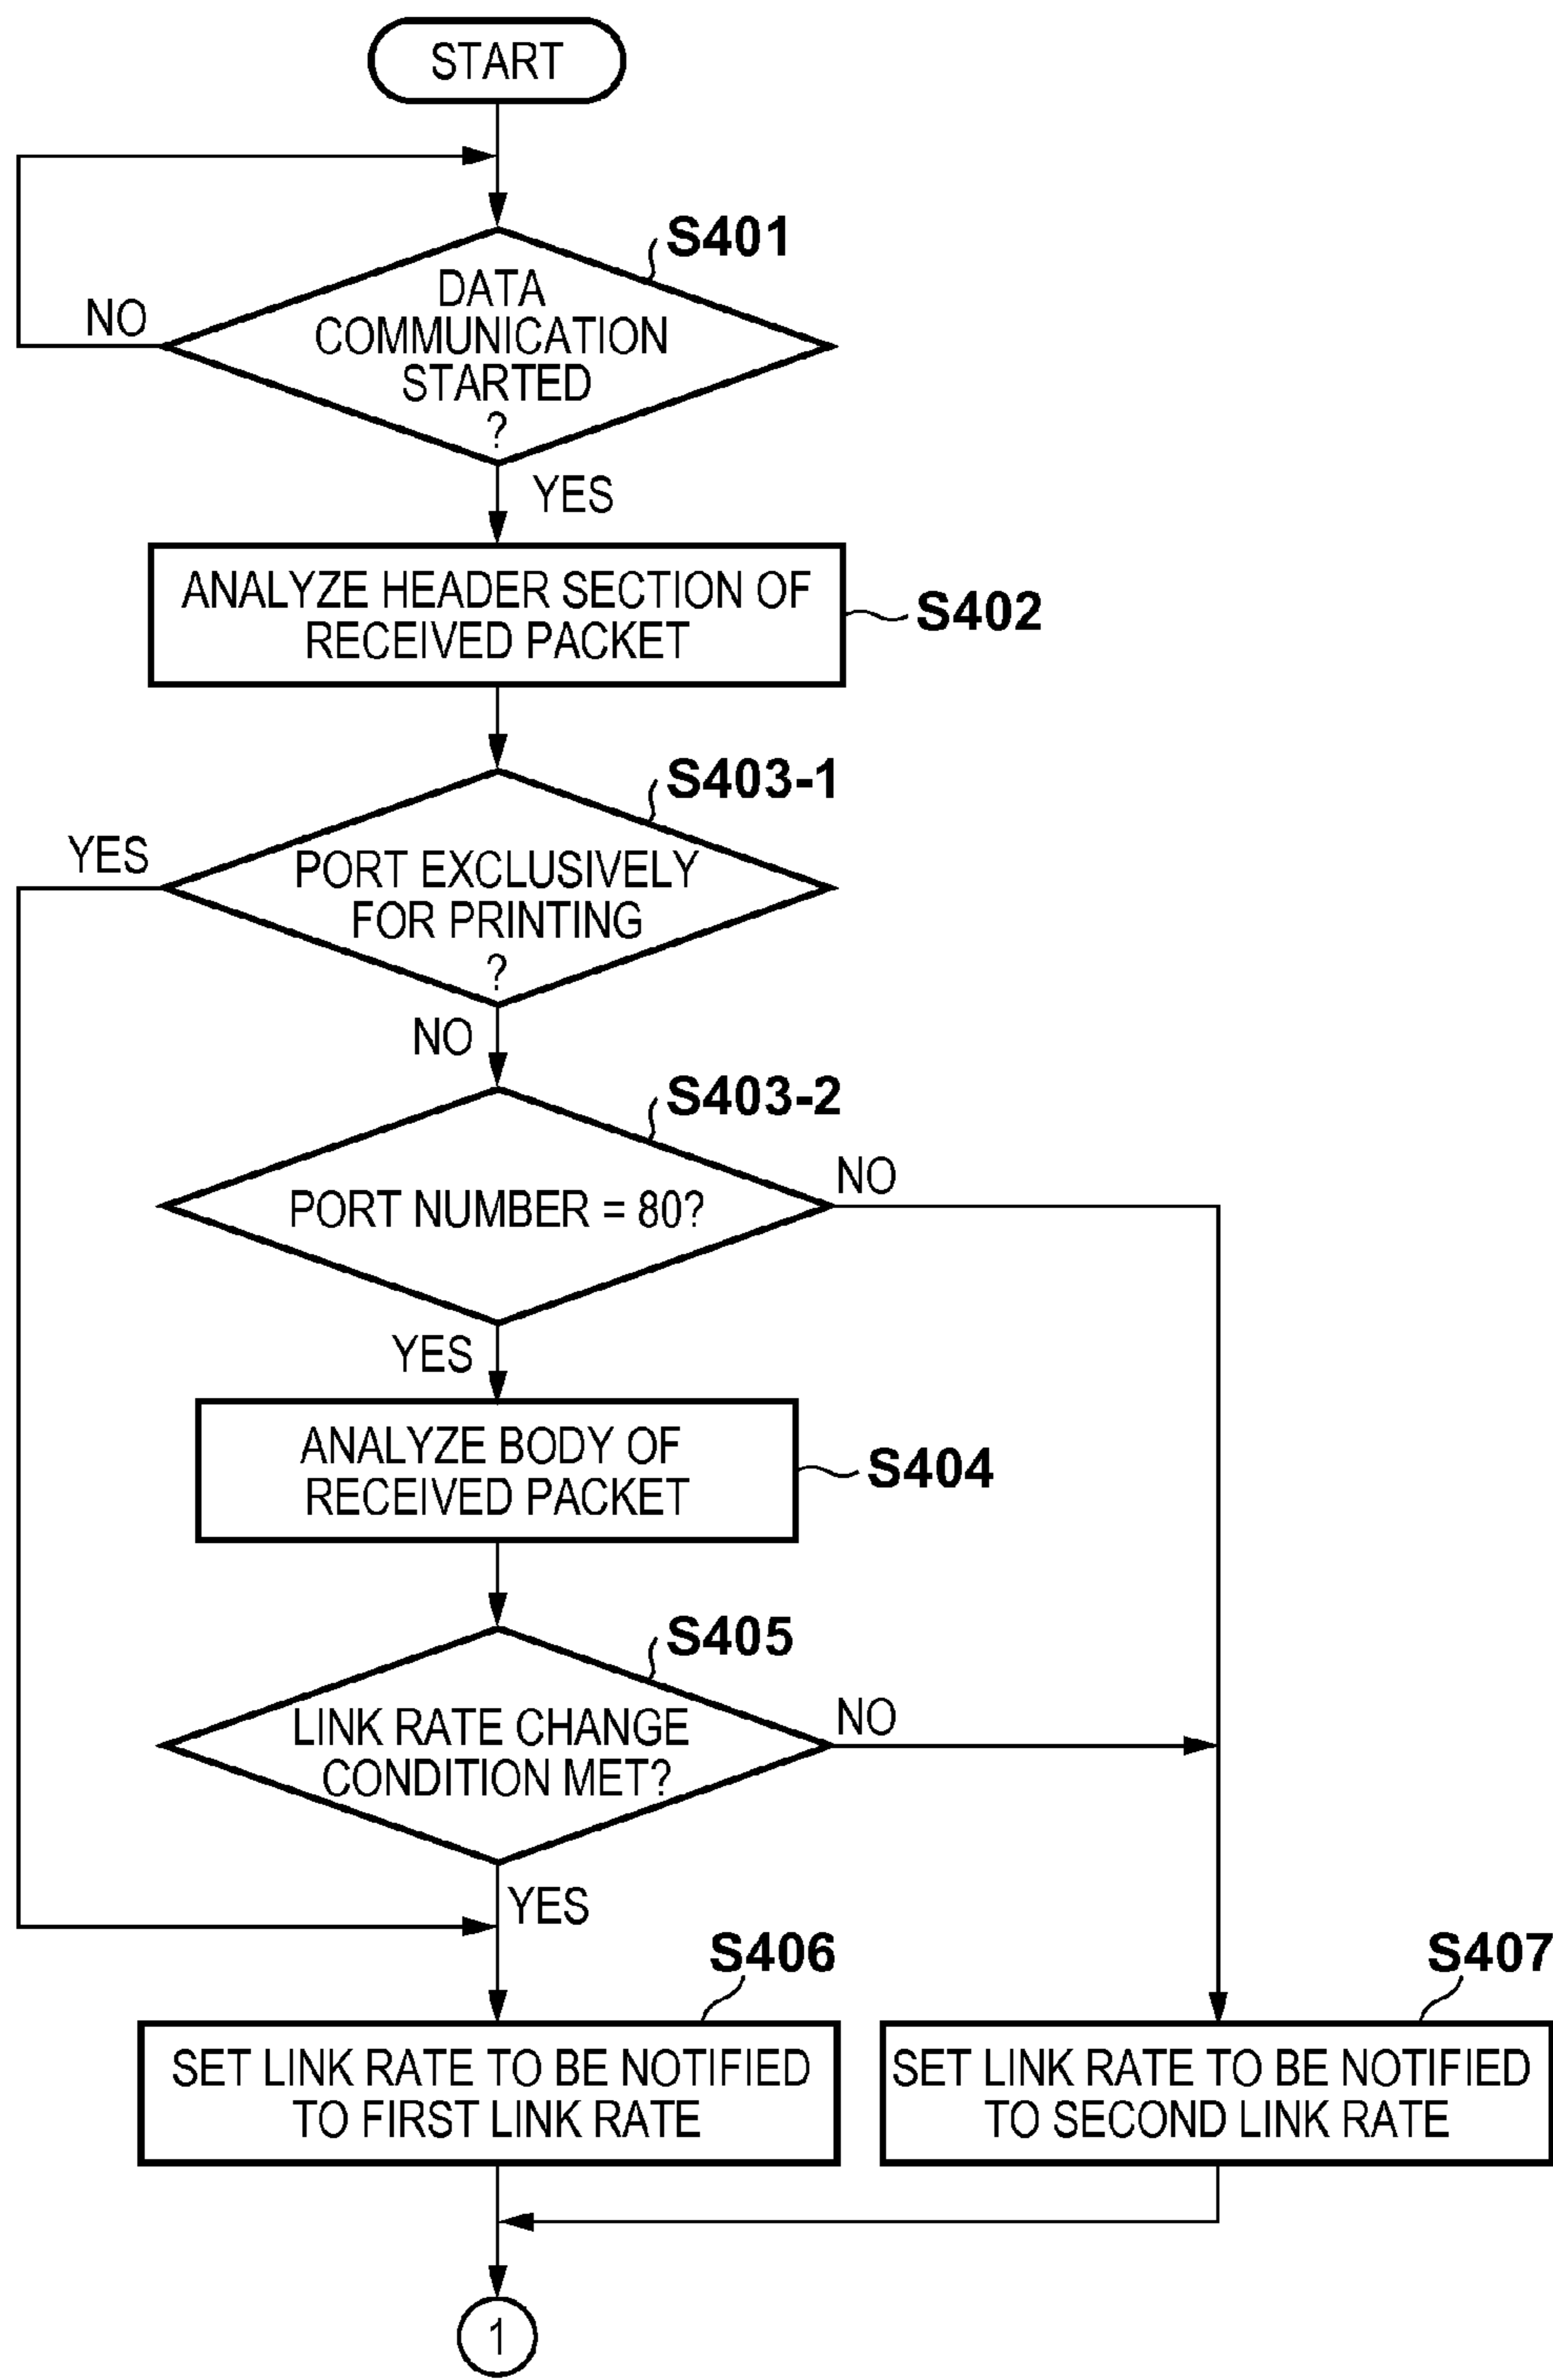 START
S401
DATA
COMMUNICATION
STARTED
?
NO
YES
ANALYZE HEADER SECTION OF
RECEIVED PACKET
S402
S403-1
YES
PORT EXCLUSIVELY
FOR PRINTING
?
NO
S403-2
NO
PORT NUMBER = 80?
YES
ANALYZE BODY OF
RECEIVED PACKET
S404
S405
NO
LINK RATE CHANGE
CONDITION MET?
YES
S406
S407
SET LINK RATE TO BE NOTIFIED
TO FIRST LINK RATE
SET LINK RATE TO BE NOTIFIED
TO SECOND LINK RATE
1